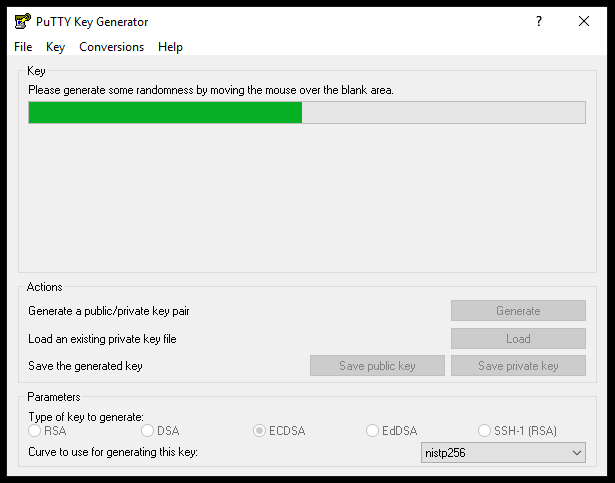 PuTTY Key Generator ?
File Key Conversions Help
Key
Please generate some randomness by moving the mouse over the blank area.
Actions
Generate a public/private key pair Generate
Load an existing private key file Load
Save the generated key Save public key Save private key
Parameters
Type of key to generate:
RSA DSA ECDSA EdDSA SSH-1 (RSA)
Curve to use for generating this key: nistp256